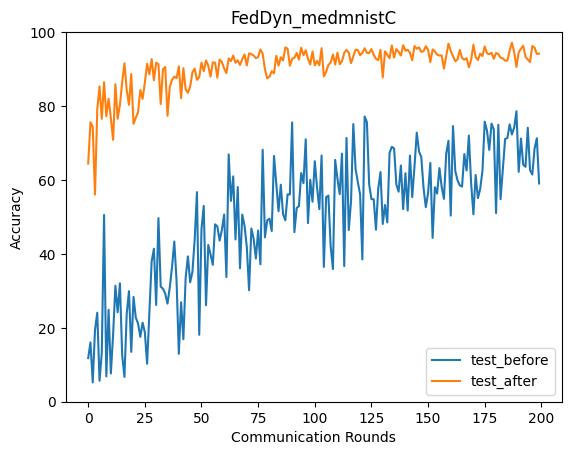 FedDyn_medmnistC
Accuracy
100
80
60
40
20
0
0 25 50 75 100 125 150 175 200
Communication Rounds
test_before
test_after